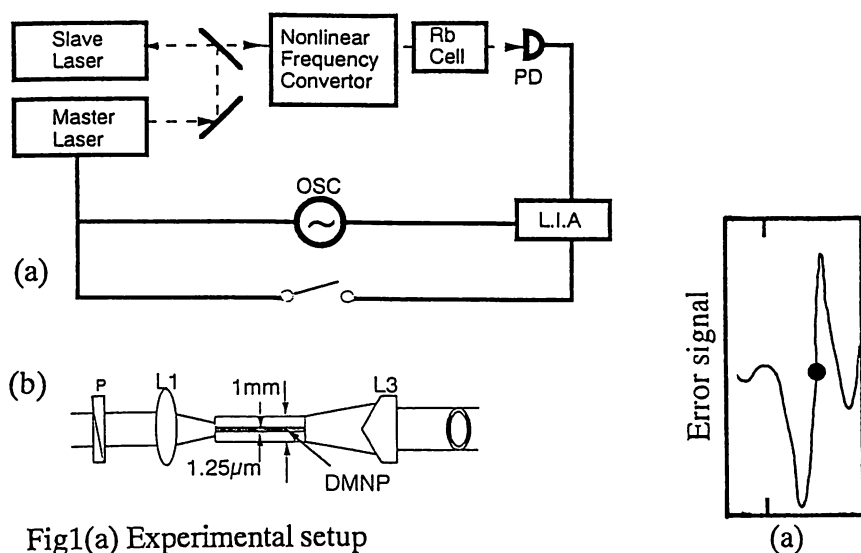 Slave
Laser
Master
Laser
Nonlinear
Frequency
Convertor
Rb
Cell
PD
OSC
~
L.I.A
(a)
(b)
P
L1
1mm
L3
1.25μm
DMNP
Fig1(a) Experimental setup
Error signal
(a)